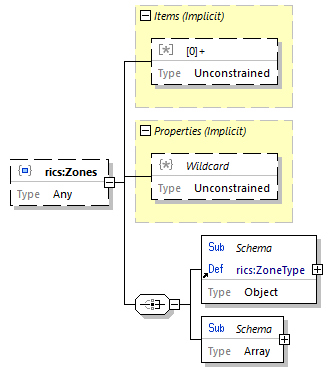 Items (Implicit)
[0]+
Type Unconstrained
Properties (Implicit)
Wildcard
Type Unconstrained
rics:Zones
Type Any
Sub Schema
Def rics:ZoneType
Type Object
Sub Schema
Type Array